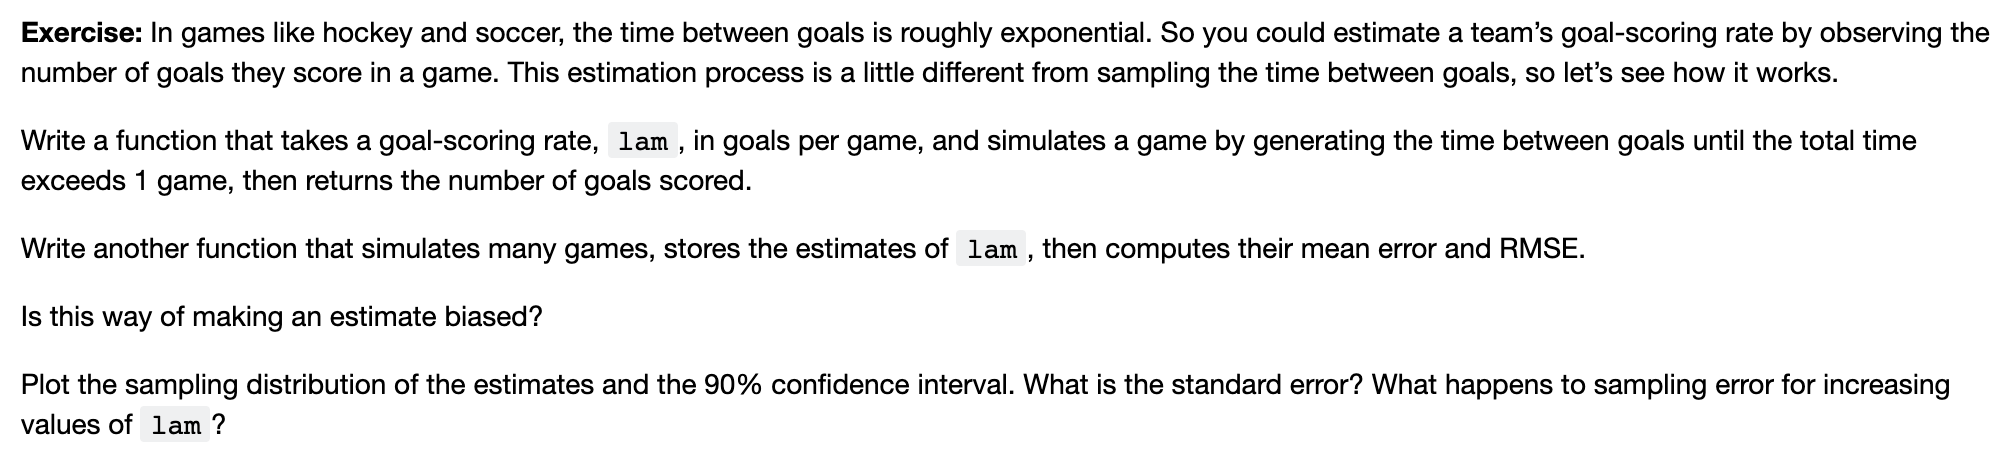 Exercise: In games like hockey and soccer, the time between goals is roughly exponential. So you could estimate a team’s goal-scoring rate by observing the
number of goals they score in a game. This estimation process is a little different from sampling the time between goals, so let’s see how it works.
Write a function that takes a goal-scoring rate, lam , in goals per game, and simulates a game by generating the time between goals until the total time
exceeds 1 game, then returns the number of goals scored.
Write another function that simulates many games, stores the estimates of lam , then computes their mean error and RMSE.
Is this way of making an estimate biased?
Plot the sampling distribution of the estimates and the 90% confidence interval. What is the standard error? What happens to sampling error for increasing
values of lam ?